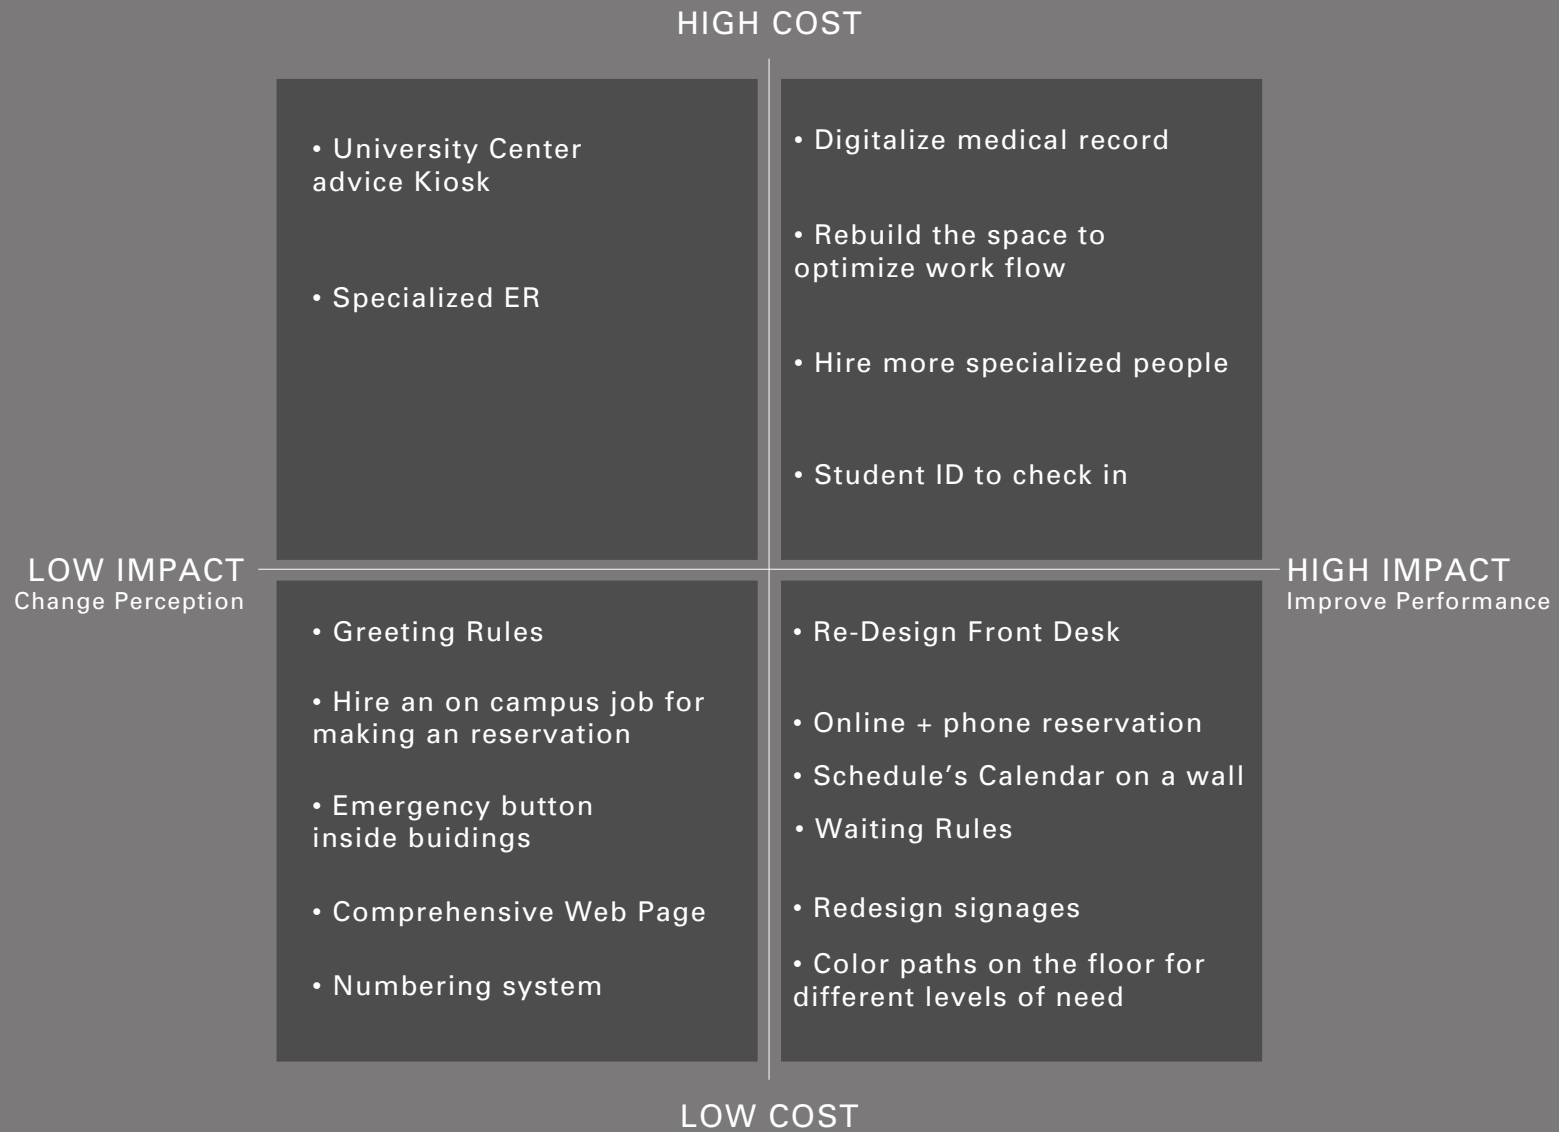 HIGH COST
• University Center
advice Kiosk
• Specialized ER
• Digitalize medical record
• Rebuild the space to
optimize work flow
• Hire more specialized people
• Student ID to check in
LOW IMPACT
Change Perception
HIGH IMPACT
Improve Performance
• Greeting Rules
• Hire an on campus job for
making an reservation
• Emergency button
inside buidings
• Comprehensive Web Page
• Numbering system
• Re-Design Front Desk
• Online + phone reservation
• Schedule’s Calendar on a wall
• Waiting Rules
• Redesign signages
• Color paths on the floor for
different levels of need
LOW COST